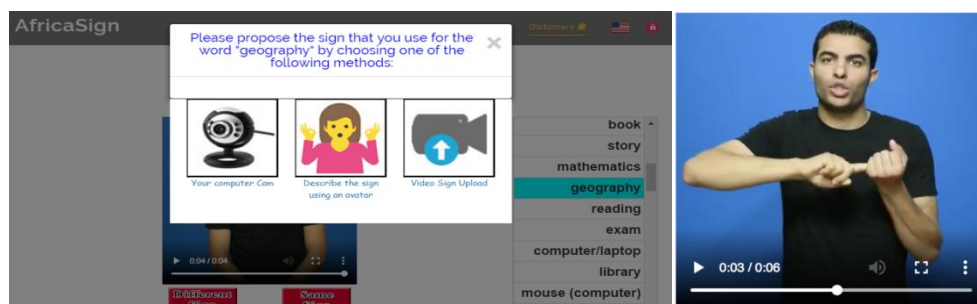 AfricaSign
Dictionary
Please propose the sign that you use for the
word "geography" by choosing one of the
following methods:
×
Your computer Cam
Describe the sign
using an avatar
Video Sign Upload
book
story
mathematics
geography
reading
exam
computer/laptop
library
mouse (computer)
0:04 / 0:04
Different
Sign
Same
Sign
0:03 / 0:06